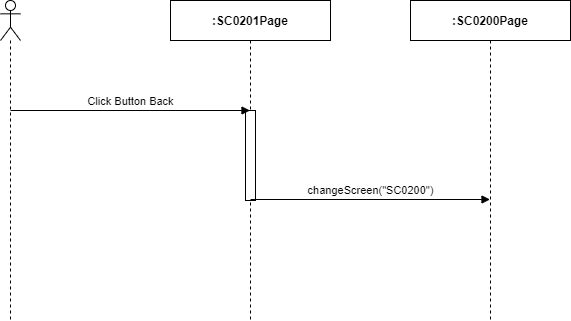 :SC0201Page
:SC0200Page
Click Button Back
changeScreen("SC0200")